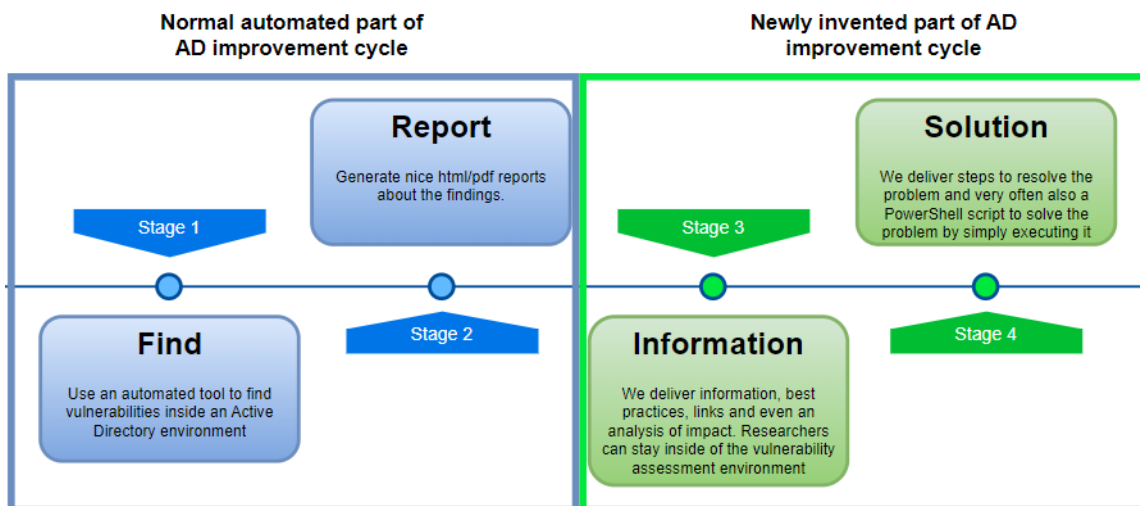 Normal automated part of
AD improvement cycle
Newly invented part of AD
improvement cycle
Stage 1
Find
Use an automated tool to find
vulnerabilities inside an Active
Directory environment
Report
Generate nice html/pdf reports
about the findings.
Stage 2
Stage 3
Information
We deliver information, best
practices, links and even an
analysis of impact. Researchers
can stay inside of the vulnerability
assessment environment
Solution
We deliver steps to resolve the
problem and very often also a
PowerShell script to solve the
problem by simply executing it
Stage 4